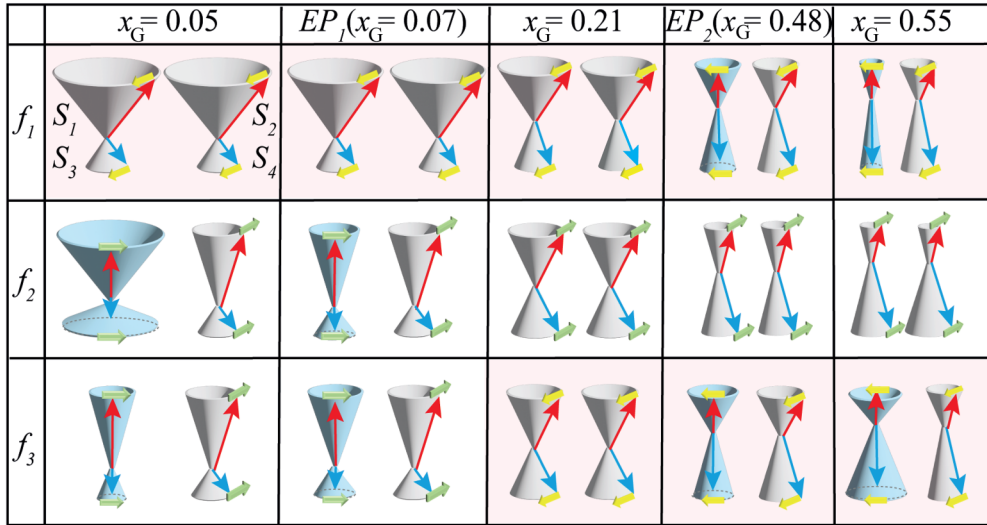 x_G = 0.05 EP_1(x_G = 0.07) x_G = 0.21 EP_2(x_G = 0.48) x_G = 0.55
f_1
S_1 S_2
S_3 S_4
f_2
f_3